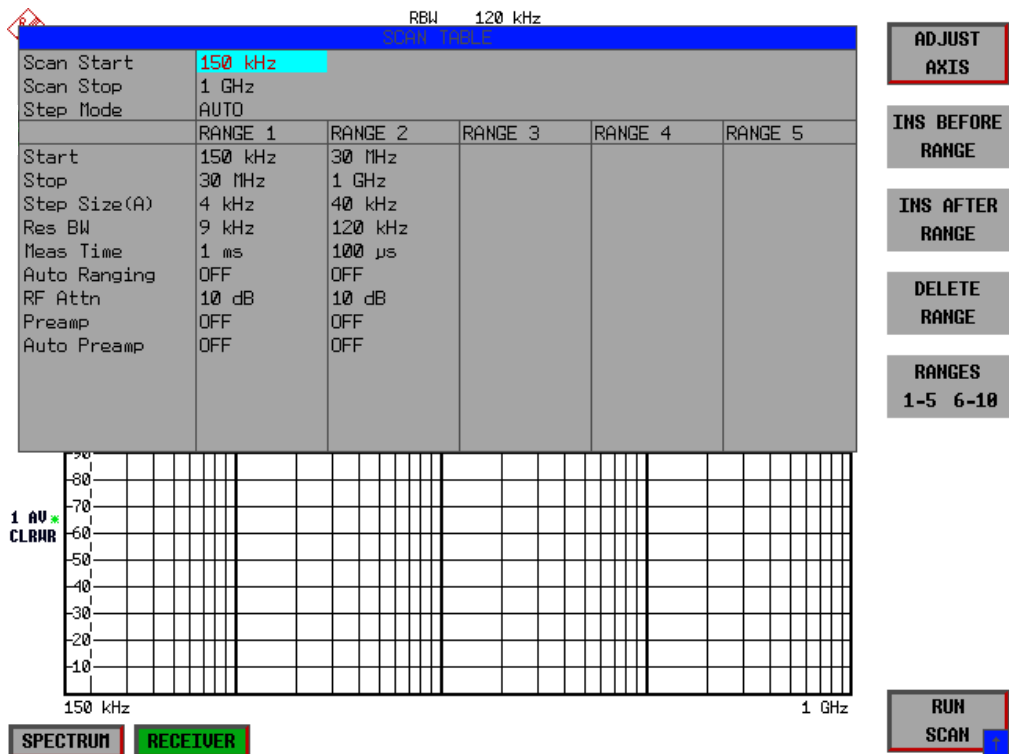 RBW 120 kHz
SCAN TABLE
Scan Start 150 kHz
Scan Stop 1 GHz
Step Mode AUTO
RANGE 1 RANGE 2 RANGE 3 RANGE 4 RANGE 5
Start 150 kHz 30 MHz
Stop 30 MHz 1 GHz
Step Size(A) 4 kHz 40 kHz
Res BW 9 kHz 120 kHz
Meas Time 1 ms 100 µs
Auto Ranging OFF OFF
RF Attn 10 dB 10 dB
Preamp OFF OFF
Auto Preamp OFF OFF
90
80
70
1 AV
CLRWR
60
50
40
30
20
10
150 kHz 1 GHz
SPECTRUM RECEIVER
ADJUST
AXIS
INS BEFORE
RANGE
INS AFTER
RANGE
DELETE
RANGE
RANGES
1-5 6-10
RUN
SCAN